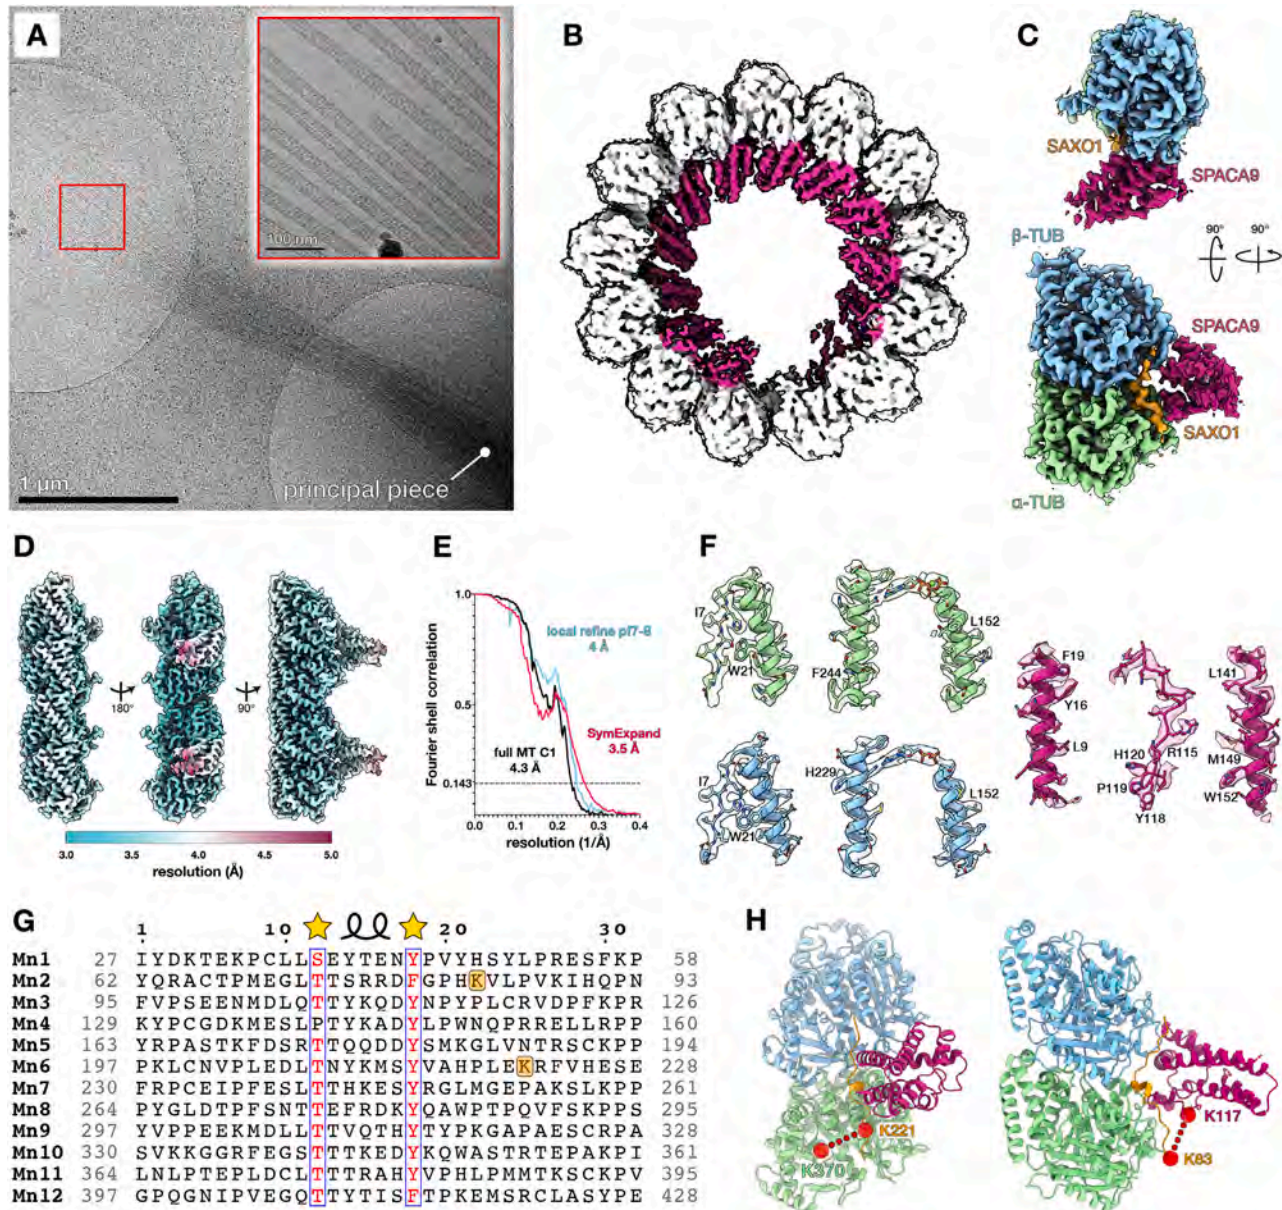 A
100 nm
1 µm
principal piece
B
C
SAXO1
SPACA9
β-TUB
90° 90°
SPACA9
SAXO1
α-TUB
D
180°
90°
3.0 3.5 4.0 4.5 5.0
resolution (Å)
E
Fourier shell correlation
1.0
0.5
0.143
local refine pf7-8
4 Å
SymExpand
3.5 Å
full MT C1
4.3 Å
0.0 0.1 0.2 0.3 0.4
resolution (1/Å)
F
I7
W21
F244
L152
I7
W21
H229
L152
F19
Y16
L9
H120
R115
P119
Y118
L141
M149
W152
G
1 10 20 30
Mn1 27 IYDKTEKPCLLSEYTENYPVYHSYLPRESFKP 58
Mn2 62 YQRACTPMEGLTTSRRDFGPHKVLPVKIHQPN 93
Mn3 95 FVPSEENMDLQTTYKANYNPYPLCRVDPFKPR 126
Mn4 129 KYPCGDKMESLPTYKADYLPWNQPRRELLRPP 160
Mn5 163 YRPASTKFDSRTTQQDDYSMKGLVNTRSCKPP 194
Mn6 197 PKLCNVPLEDLTNYKMSYVAHPLEKRFVHESE 228
Mn7 230 FRPCEIPFESLTTHKESYRGLMGEPAKSLKPP 261
Mn8 264 PYGLDTPFSNTTEFRDKYQAWPTPQVFSKPPS 295
Mn9 297 YVPPEEKMDLLTTVQTHYTYPKGAPAESCRPA 328
Mn10 330 SVKKGGRFEGSTTTKEDYKQWASTRTEPAKPI 361
Mn11 364 LNLPTEPLDCLTTTRAHYVPHLPMMTKSCKPV 395
Mn12 397 GPQGNIPVEGQTTYTISFTPKEMSRCLASYPE 428
H
K221
K370
K117
K83